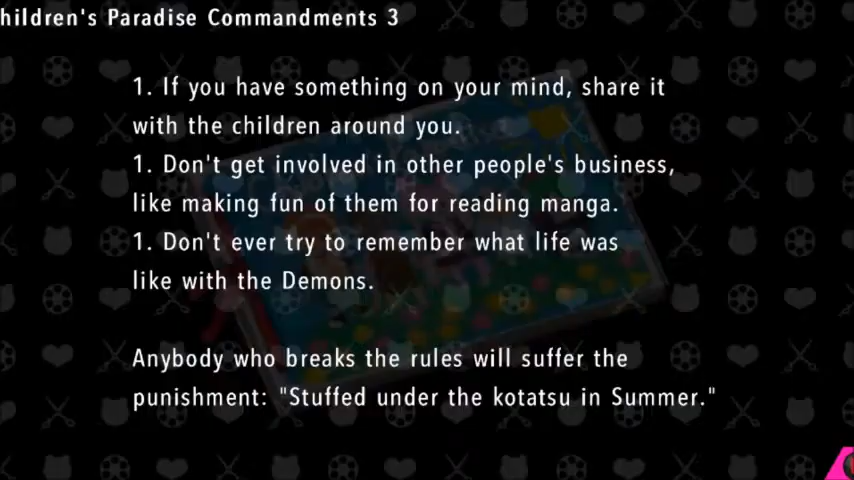 hildren's Paradise Commandments 3
1. If you have something on your mind, share it
with the children around you.
1. Don't get involved in other people's business,
like making fun of them for reading manga.
1. Don't ever try to remember what life was
like with the Demons.
Anybody who breaks the rules will suffer the
punishment: "Stuffed under the kotatsu in Summer."